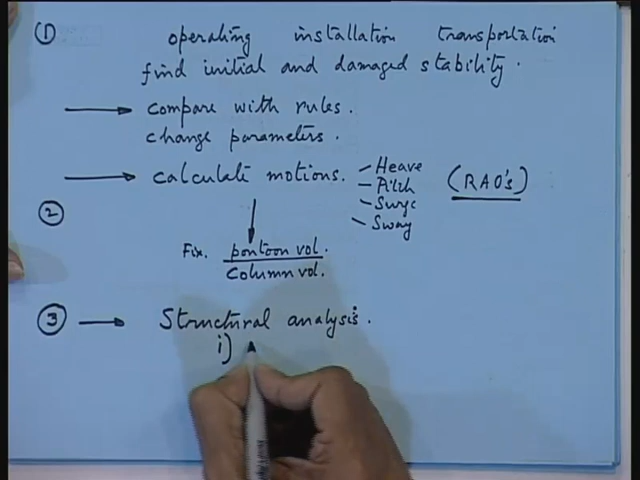 ① operating installation transportation
find initial and damaged stability.
→ compare with rules.
change parameters.
→ calculate motions. - Heave (RAO's)
- Pitch
- Surge
- Sway
②
Fix. pontoon vol.
Column vol.
③ → Structural analysis.
i)